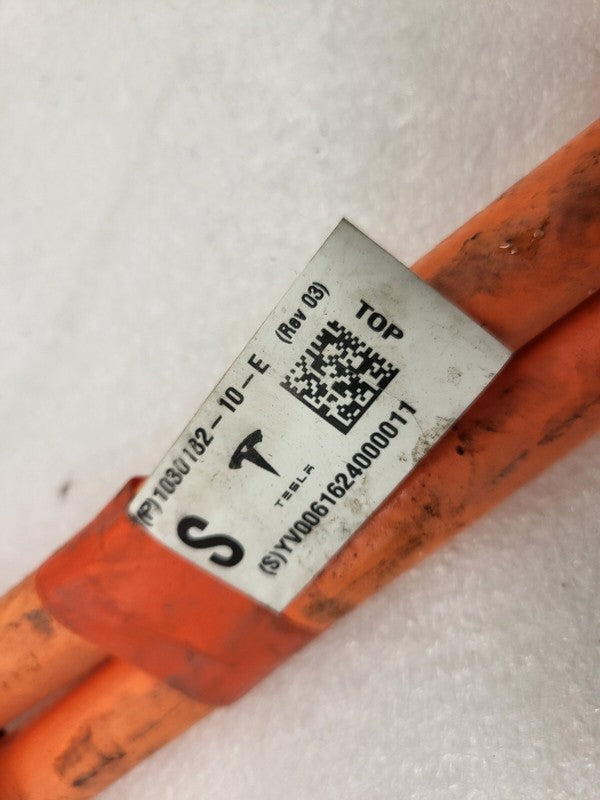 (P)1030182-10-E (Rev 03)
TOP
TESLA
S
(S)YV0061624000011